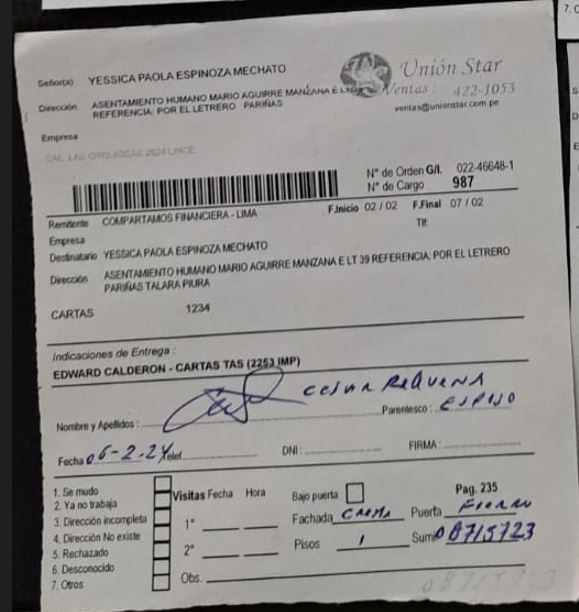 7. O
Señor(a) YESSICA PAOLA ESPINOZA MECHATO
Unión Star
Ventas: 422-1053
ventas@unionstar.com.pe
Dirección ASENTAMIENTO HUMANO MARIO AGUIRRE MANZANA E
REFERENCIA: POR EL LETRERO PARIÑAS
Empresa
2024 LINCE
N° de Orden G/I. 022-46648-1
N° de Cargo 987
Remitente COMPARTAMOS FINANCIERA - LIMA
F.Inicio 02 / 02 F.Final 07 / 02
Empresa
Tlf:
Destinatario YESSICA PAOLA ESPINOZA MECHATO
Dirección ASENTAMIENTO HUMANO MARIO AGUIRRE MANZANA E LT 39 REFERENCIA: POR EL LETRERO
PARIÑAS TALARA PIURA
CARTAS 1234
Indicaciones de Entrega :
EDWARD CALDERON - CARTAS TAS (2253 IMP)
Nombre y Apellidos : CESAR REQUENA
Parentesco : ESPOSO
Fecha 06-2-24 Telef. DNI : FIRMA :
1. Se mudo
2. Ya no trabaja
3. Dirección incompleta
4. Dirección No existe
5. Rechazado
6. Desconocido
7. Otros
Visitas Fecha Hora
1°
2°
Obs.
Bajo puerta
Pag. 235
Fachada CREMA Puerta FIERRO
Pisos 1 Sumi 08715723
08715723